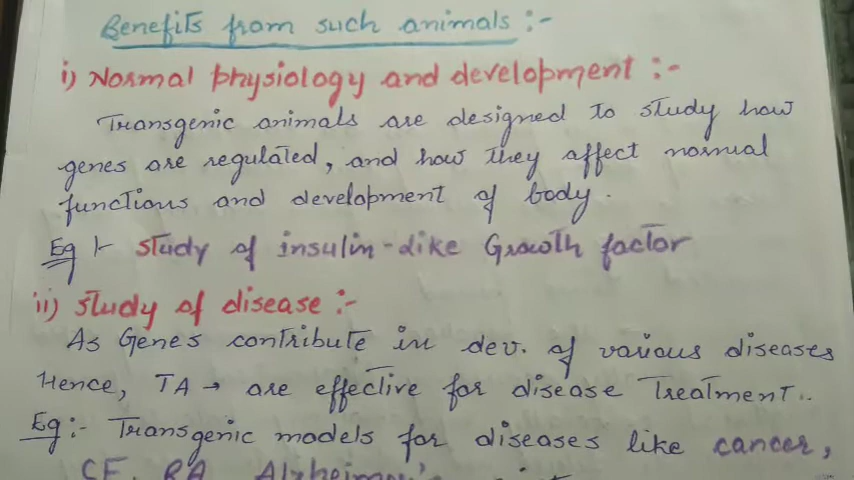 Benefits from such animals :-
i) Normal physiology and development :-
Transgenic animals are designed to study how
genes are regulated, and how they affect normal
functions and development of body.
Eg :- study of insulin-like Growth factor
ii) study of disease :-
As Genes contribute in dev. of various diseases
Hence, TA → are effective for disease Treatment..
Eg:- Transgenic models for diseases like cancer,
CF, RA, Alzheimer's